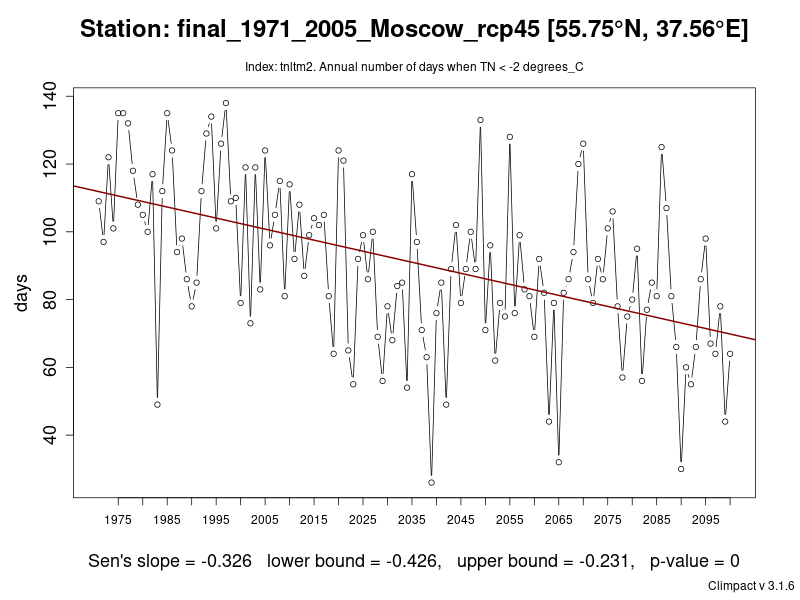 Station: final_1971_2005_Moscow_rcp45 [55.75°N, 37.56°E]
Index: tnltm2. Annual number of days when TN < -2 degrees_C
140
120
100
80
60
40
days
1975 1985 1995 2005 2015 2025 2035 2045 2055 2065 2075 2085 2095
Sen's slope = -0.326 lower bound = -0.426, upper bound = -0.231, p-value = 0
Climpact v 3.1.6